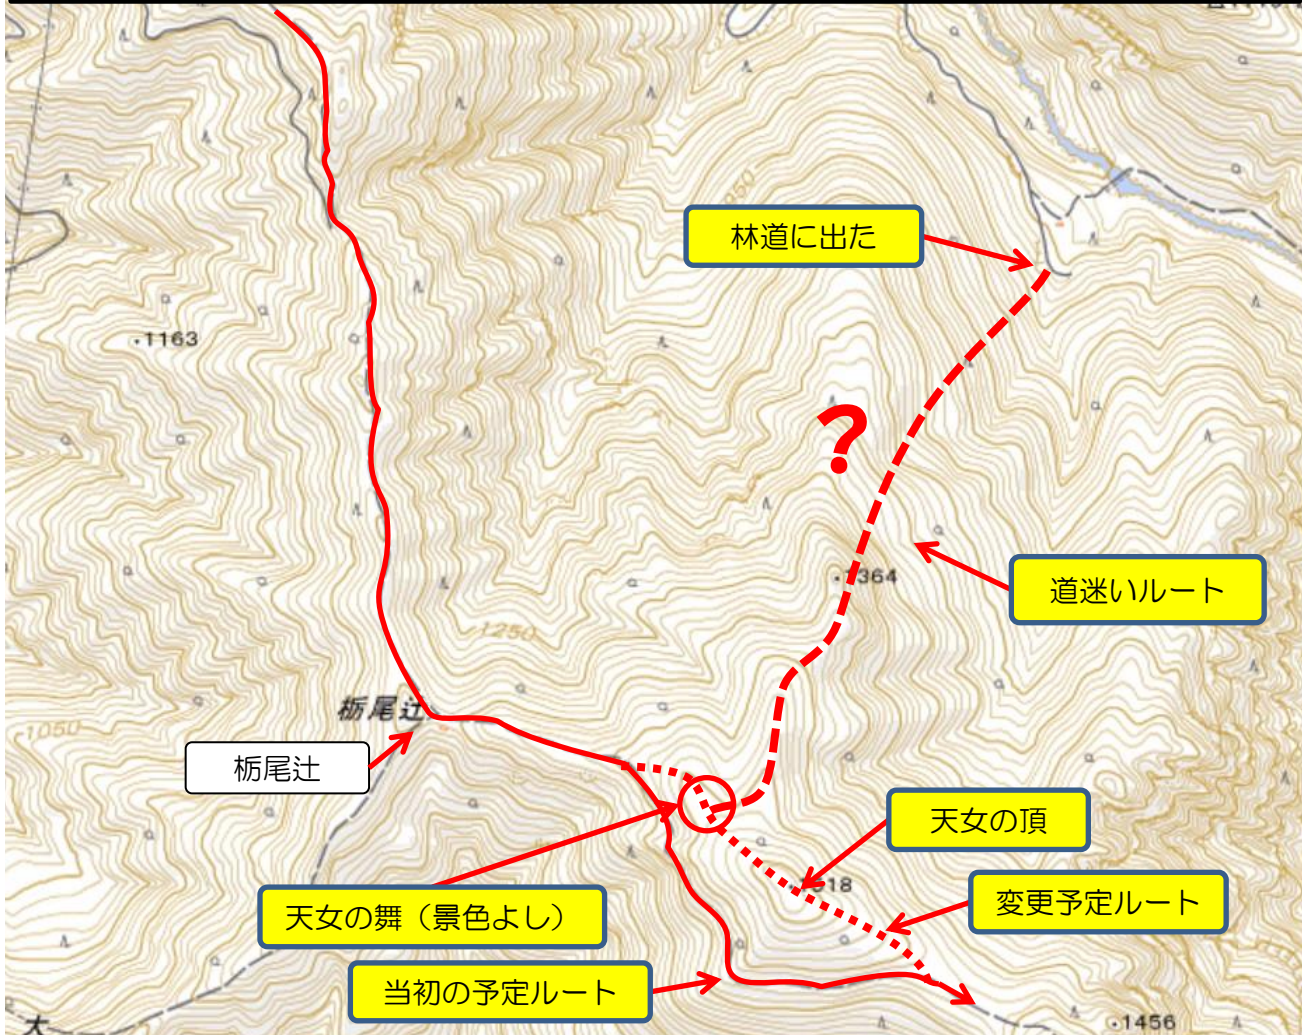 850
林道に出た
・1163
?
・1364
道迷いルート
1250
栃尾辻
1050
栃尾辻
天女の頂
天女の舞（景色よし）
変更予定ルート
当初の予定ルート
大
・1456